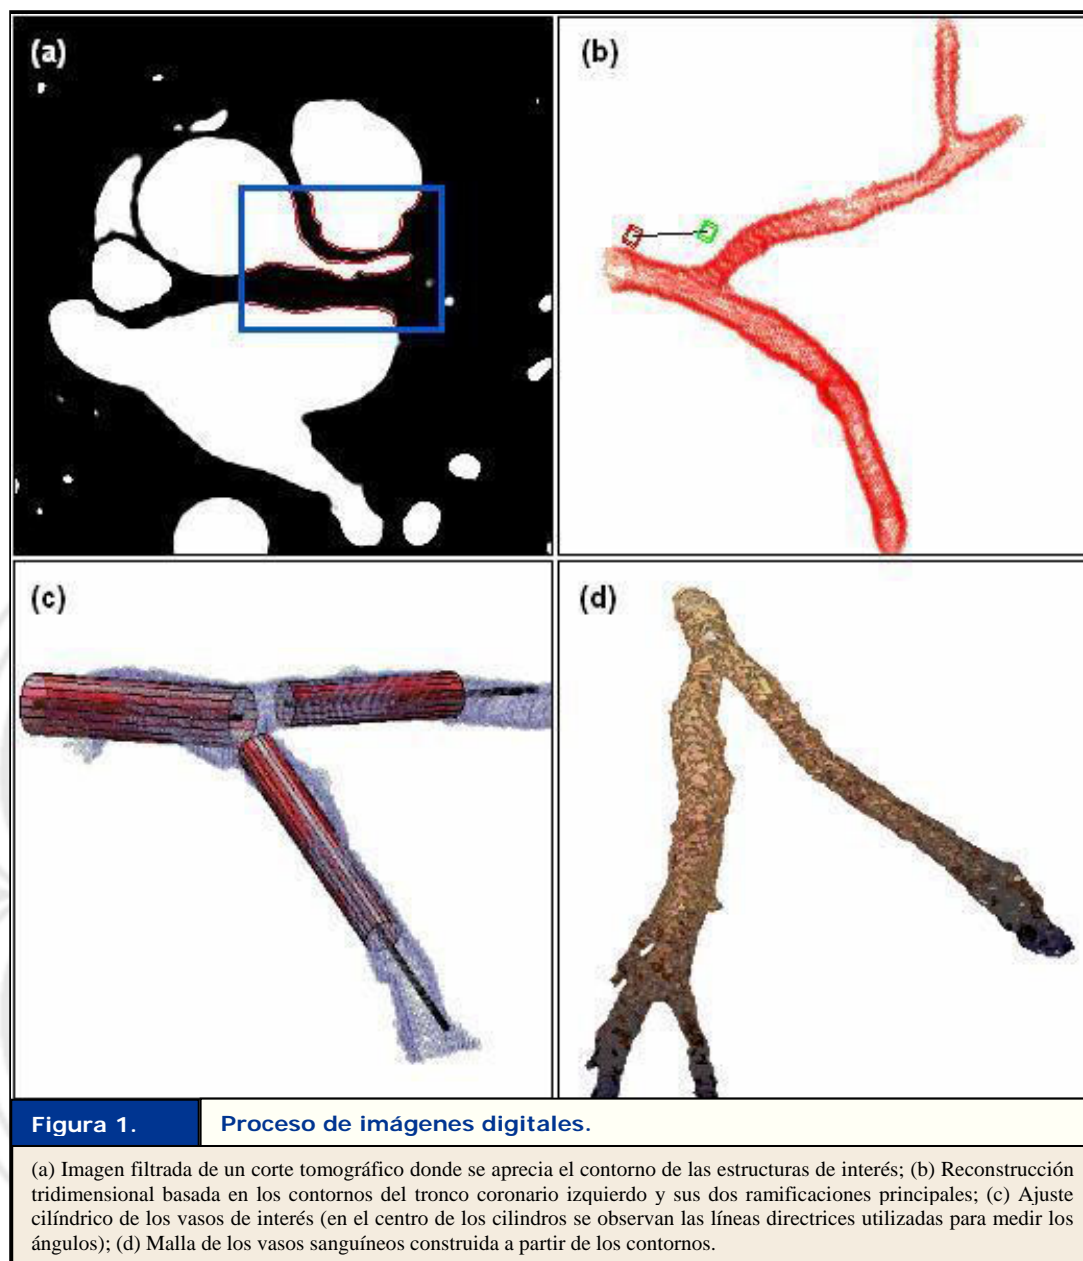 (a)
(b)
(c)
(d)
Figura 1.
Proceso de imágenes digitales.
(a) Imagen filtrada de un corte tomográfico donde se aprecia el contorno de las estructuras de interés; (b) Reconstrucción
tridimensional basada en los contornos del tronco coronario izquierdo y sus dos ramificaciones principales; (c) Ajuste
cilíndrico de los vasos de interés (en el centro de los cilindros se observan las líneas directrices utilizadas para medir los
ángulos); (d) Malla de los vasos sanguíneos construida a partir de los contornos.